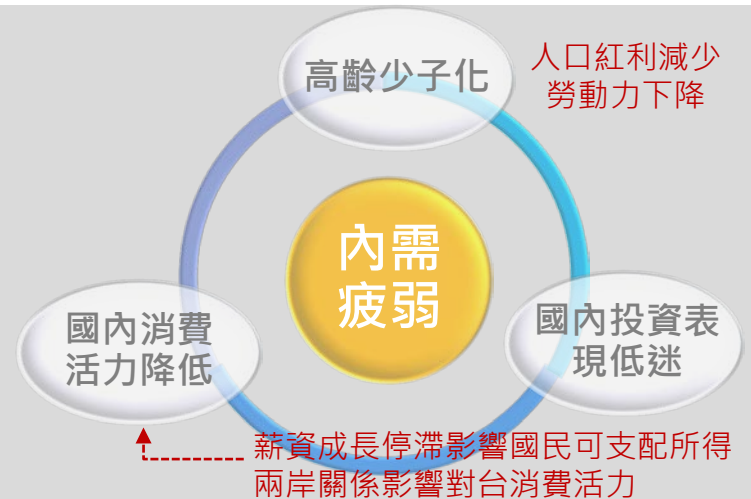 高齡少子化
人口紅利減少
勞動力下降
內需
疲弱
國內消費
活力降低
國內投資表
現低迷
薪資成長停滯影響國民可支配所得
兩岸關係影響對台消費活力